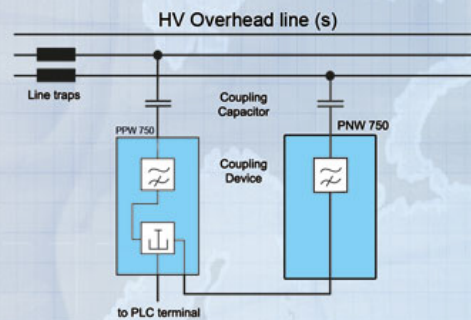 HV Overhead line (s)
Line traps
Coupling
Capacitor
PPW 750
PNW 750
Coupling
Device
to PLC terminal